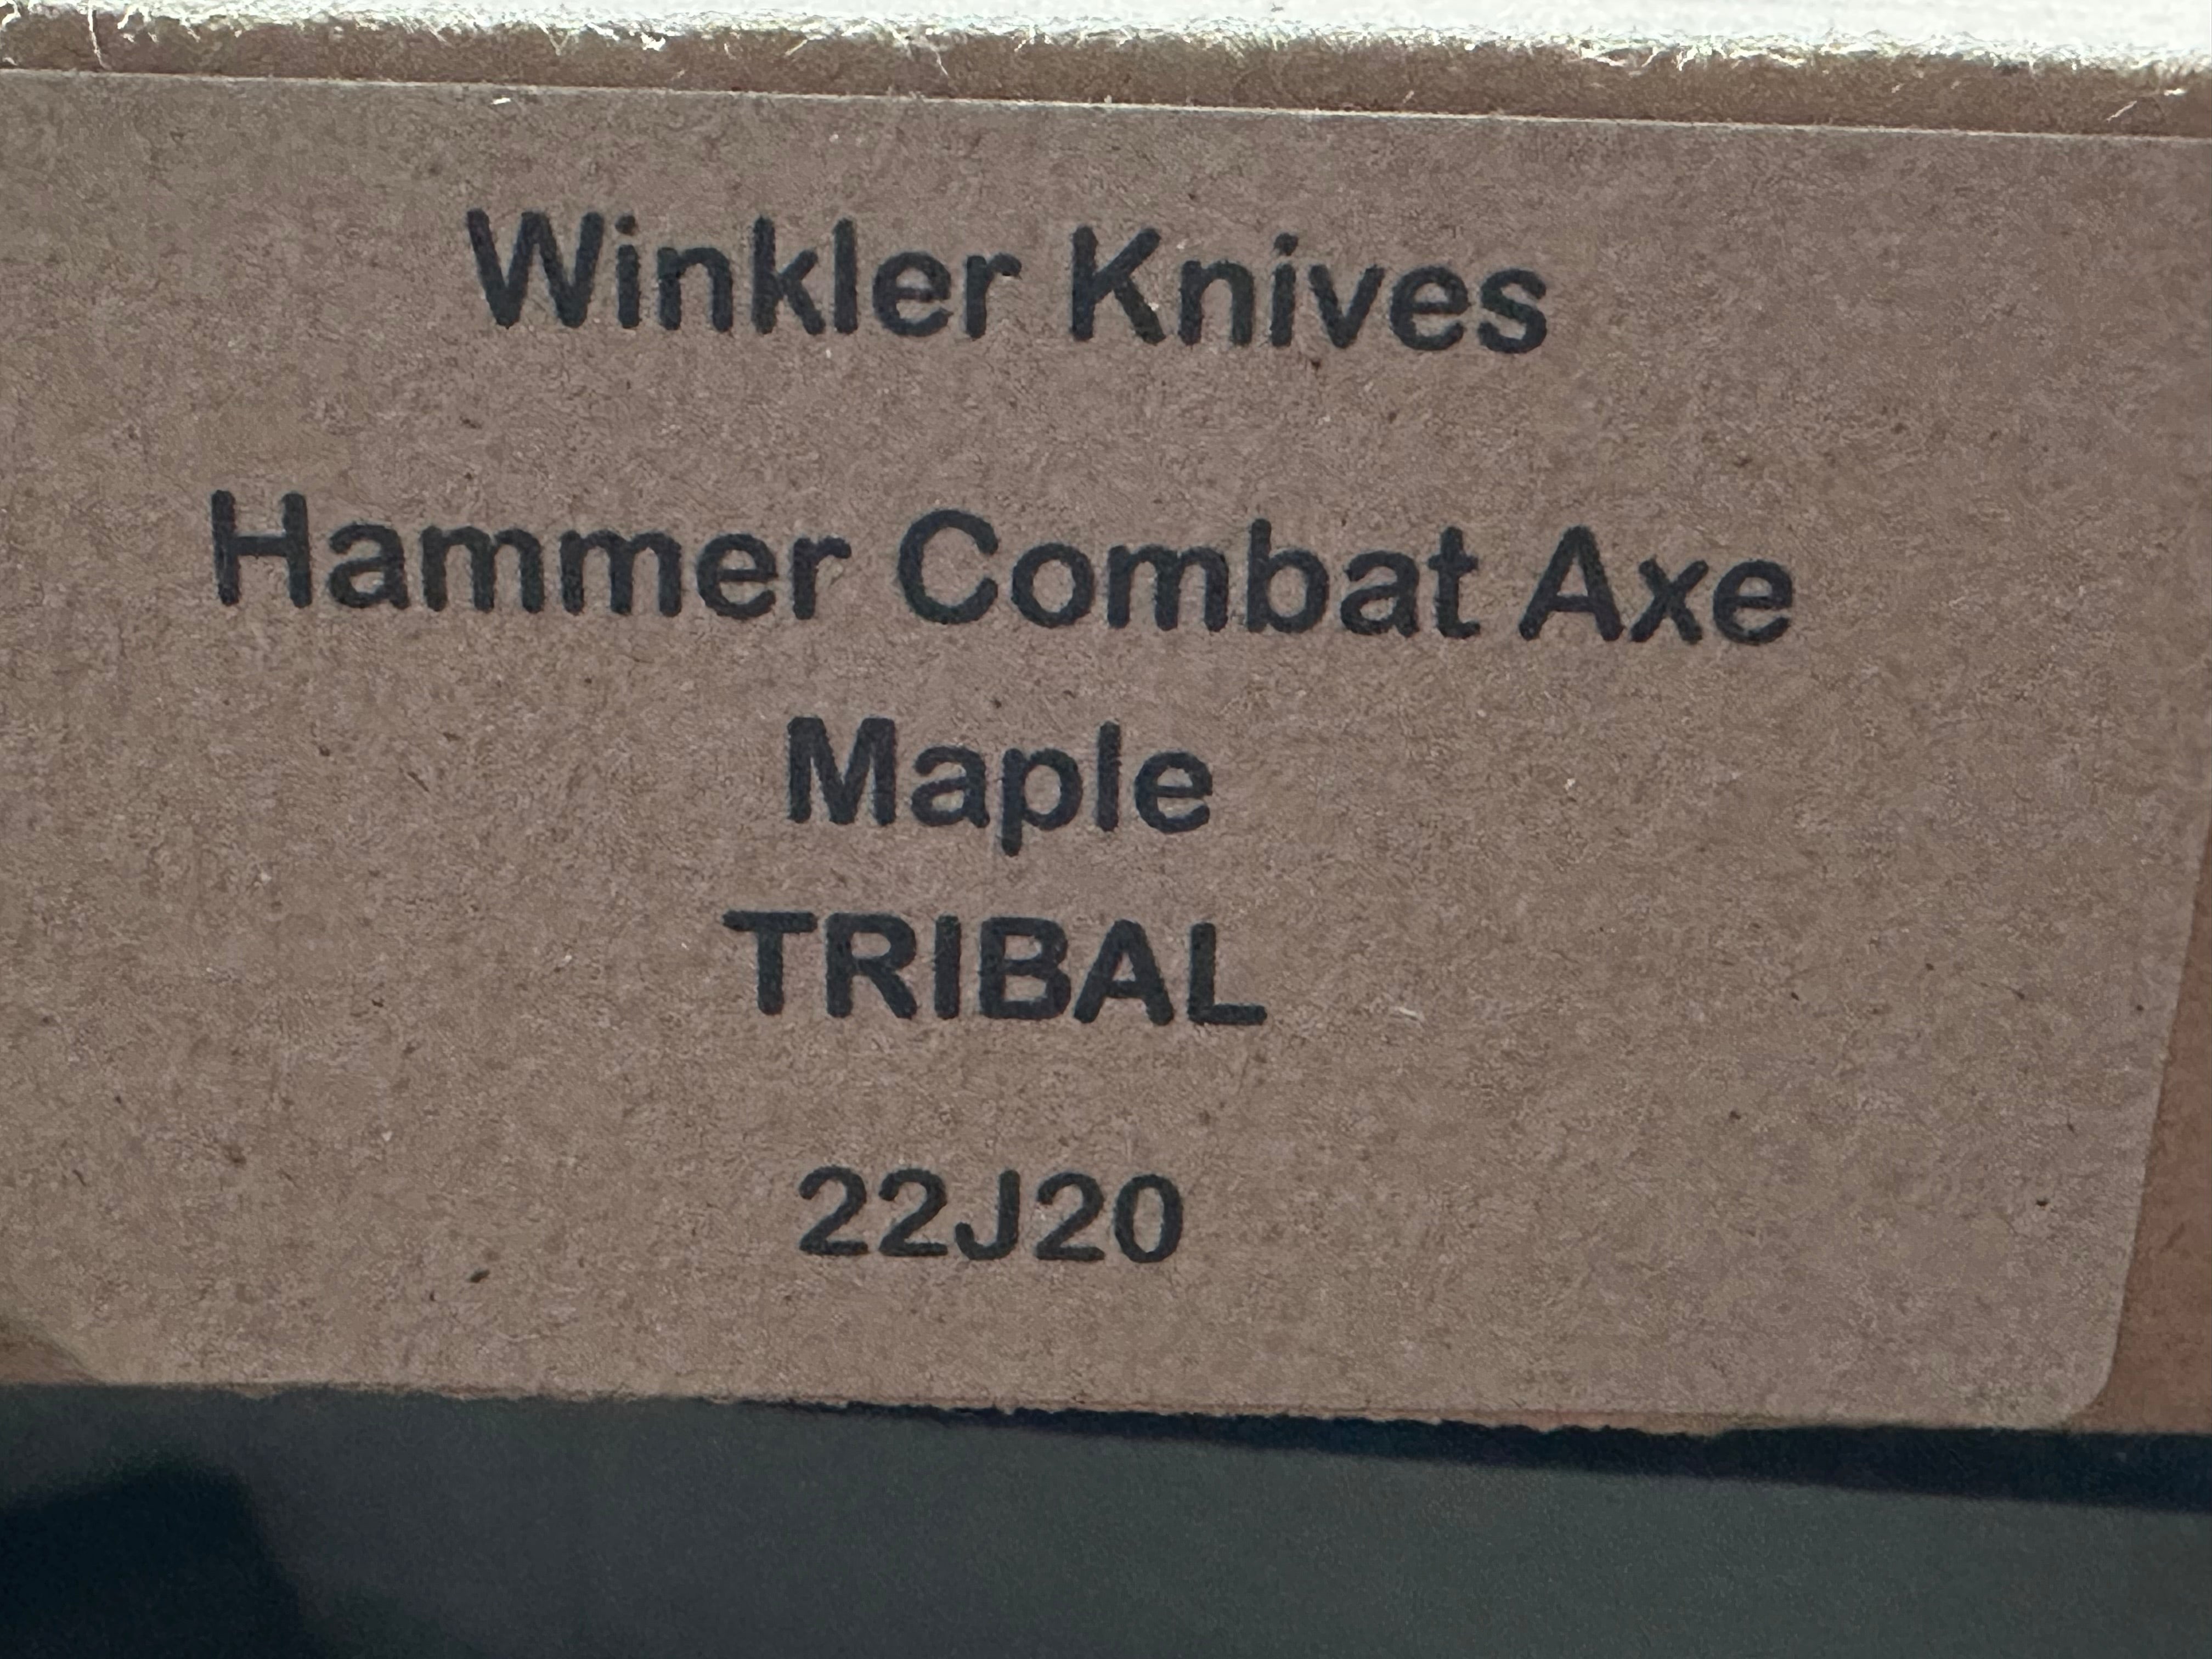 Winkler Knives
Hammer Combat Axe
Maple
TRIBAL
22J20